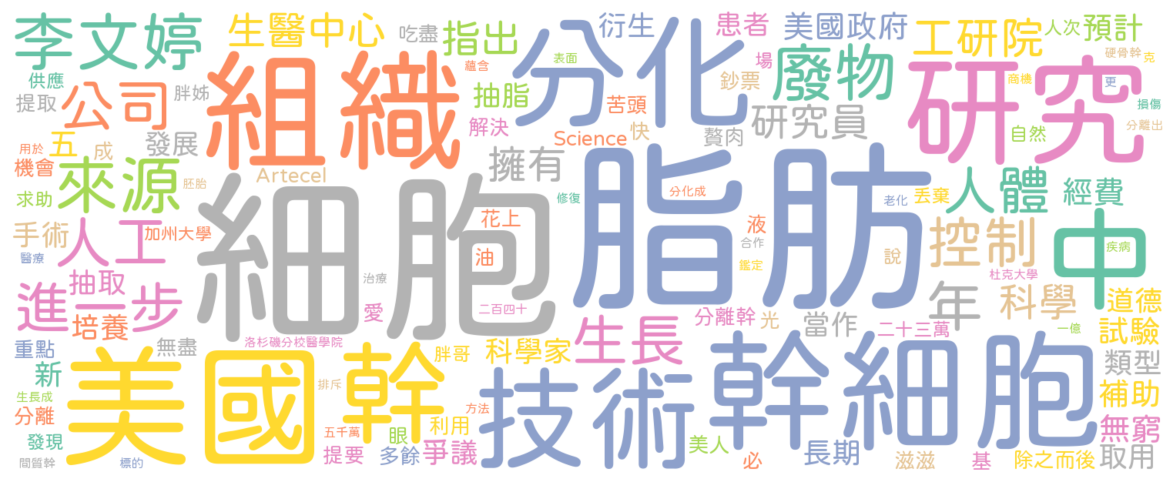 李文婷
生醫中心
吃盡
指出
分化
衍生
患者
美國政府
工研院
人次
預計
供應
提取
公司
胖姊
組織
蘊含
抽脂
表面
苦頭
場
鈔票
廢物
研究
商機
硬骨幹
克
更
損傷
用於
五
成
發展
解決
Science
快
贅肉
研究員
自然
分離出
機會
來源
Artecel
擁有
脂肪
人體
經費
求助
胚胎
細胞
修復
分化成
老化
丟棄
中
手術
人工
加州大學
花上
液
合作
控制
疾病
醫療
抽取
治療
油
鑑定
說
杜克大學
進一步
培養
愛
二百四十
分離幹
光
當作
年
科學
道德
二十三萬
一億
試驗
重點
無盡
洛杉磯分校醫學院
胖哥
科學家
生長
幹細胞
類型
新
美國
排斥
幹
技術
補助
生長成
分離
方法
利用
無窮
發現
五千萬
眼
美人
長期
間質幹
標的
提要
多餘
爭議
必
滋滋
基
除之而後
取用